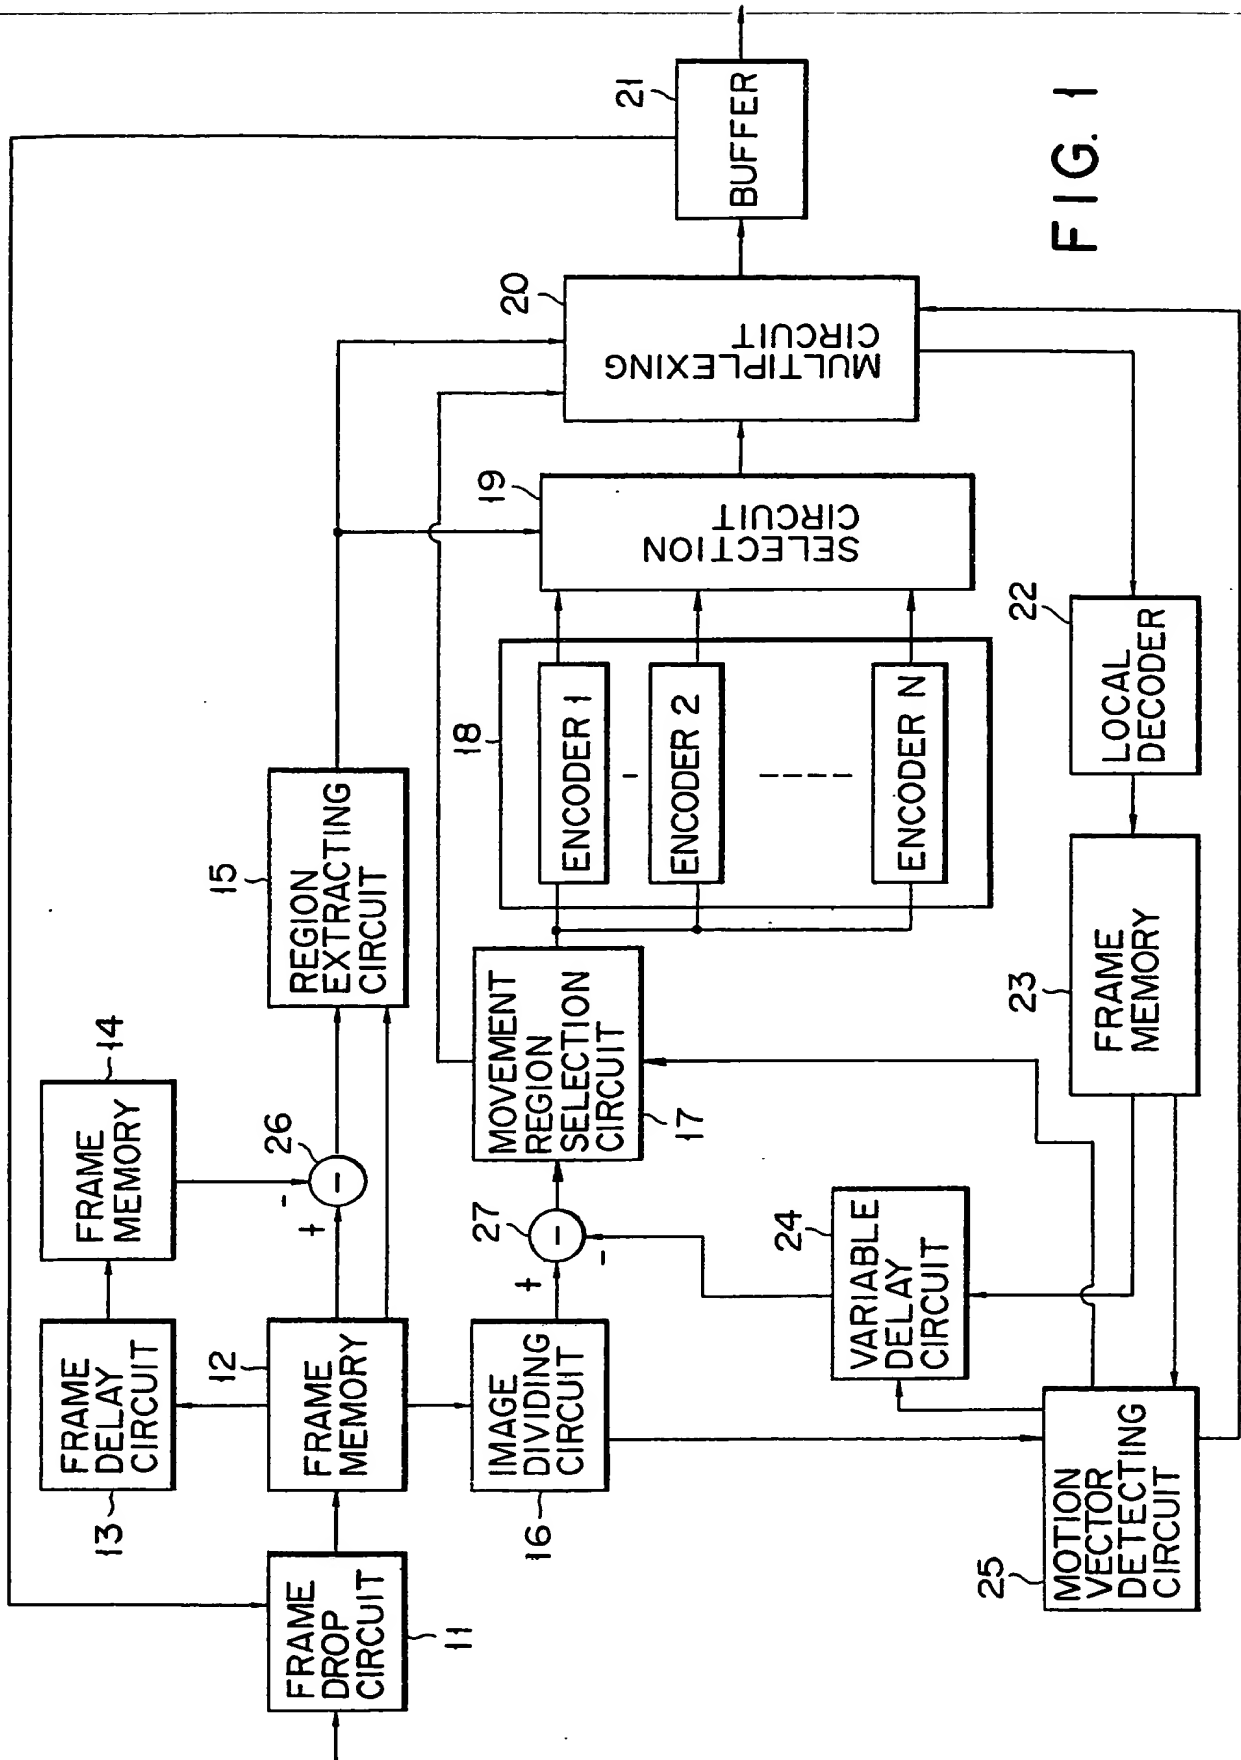 FIG. 1
11
FRAME
DROP
CIRCUIT
12
FRAME
MEMORY
13
FRAME
DELAY
CIRCUIT
14
FRAME
MEMORY
26
+
-
-
15
REGION
EXTRACTING
CIRCUIT
16
IMAGE
DIVIDING
CIRCUIT
27
+
-
-
17
MOVEMENT
REGION
SELECTION
CIRCUIT
18
ENCODER 1
ENCODER 2
ENCODER N
19
SELECTION
CIRCUIT
20
MULTIPLEXING
CIRCUIT
21
BUFFER
22
LOCAL
DECODER
23
FRAME
MEMORY
24
VARIABLE
DELAY
CIRCUIT
25
MOTION
VECTOR
DETECTING
CIRCUIT